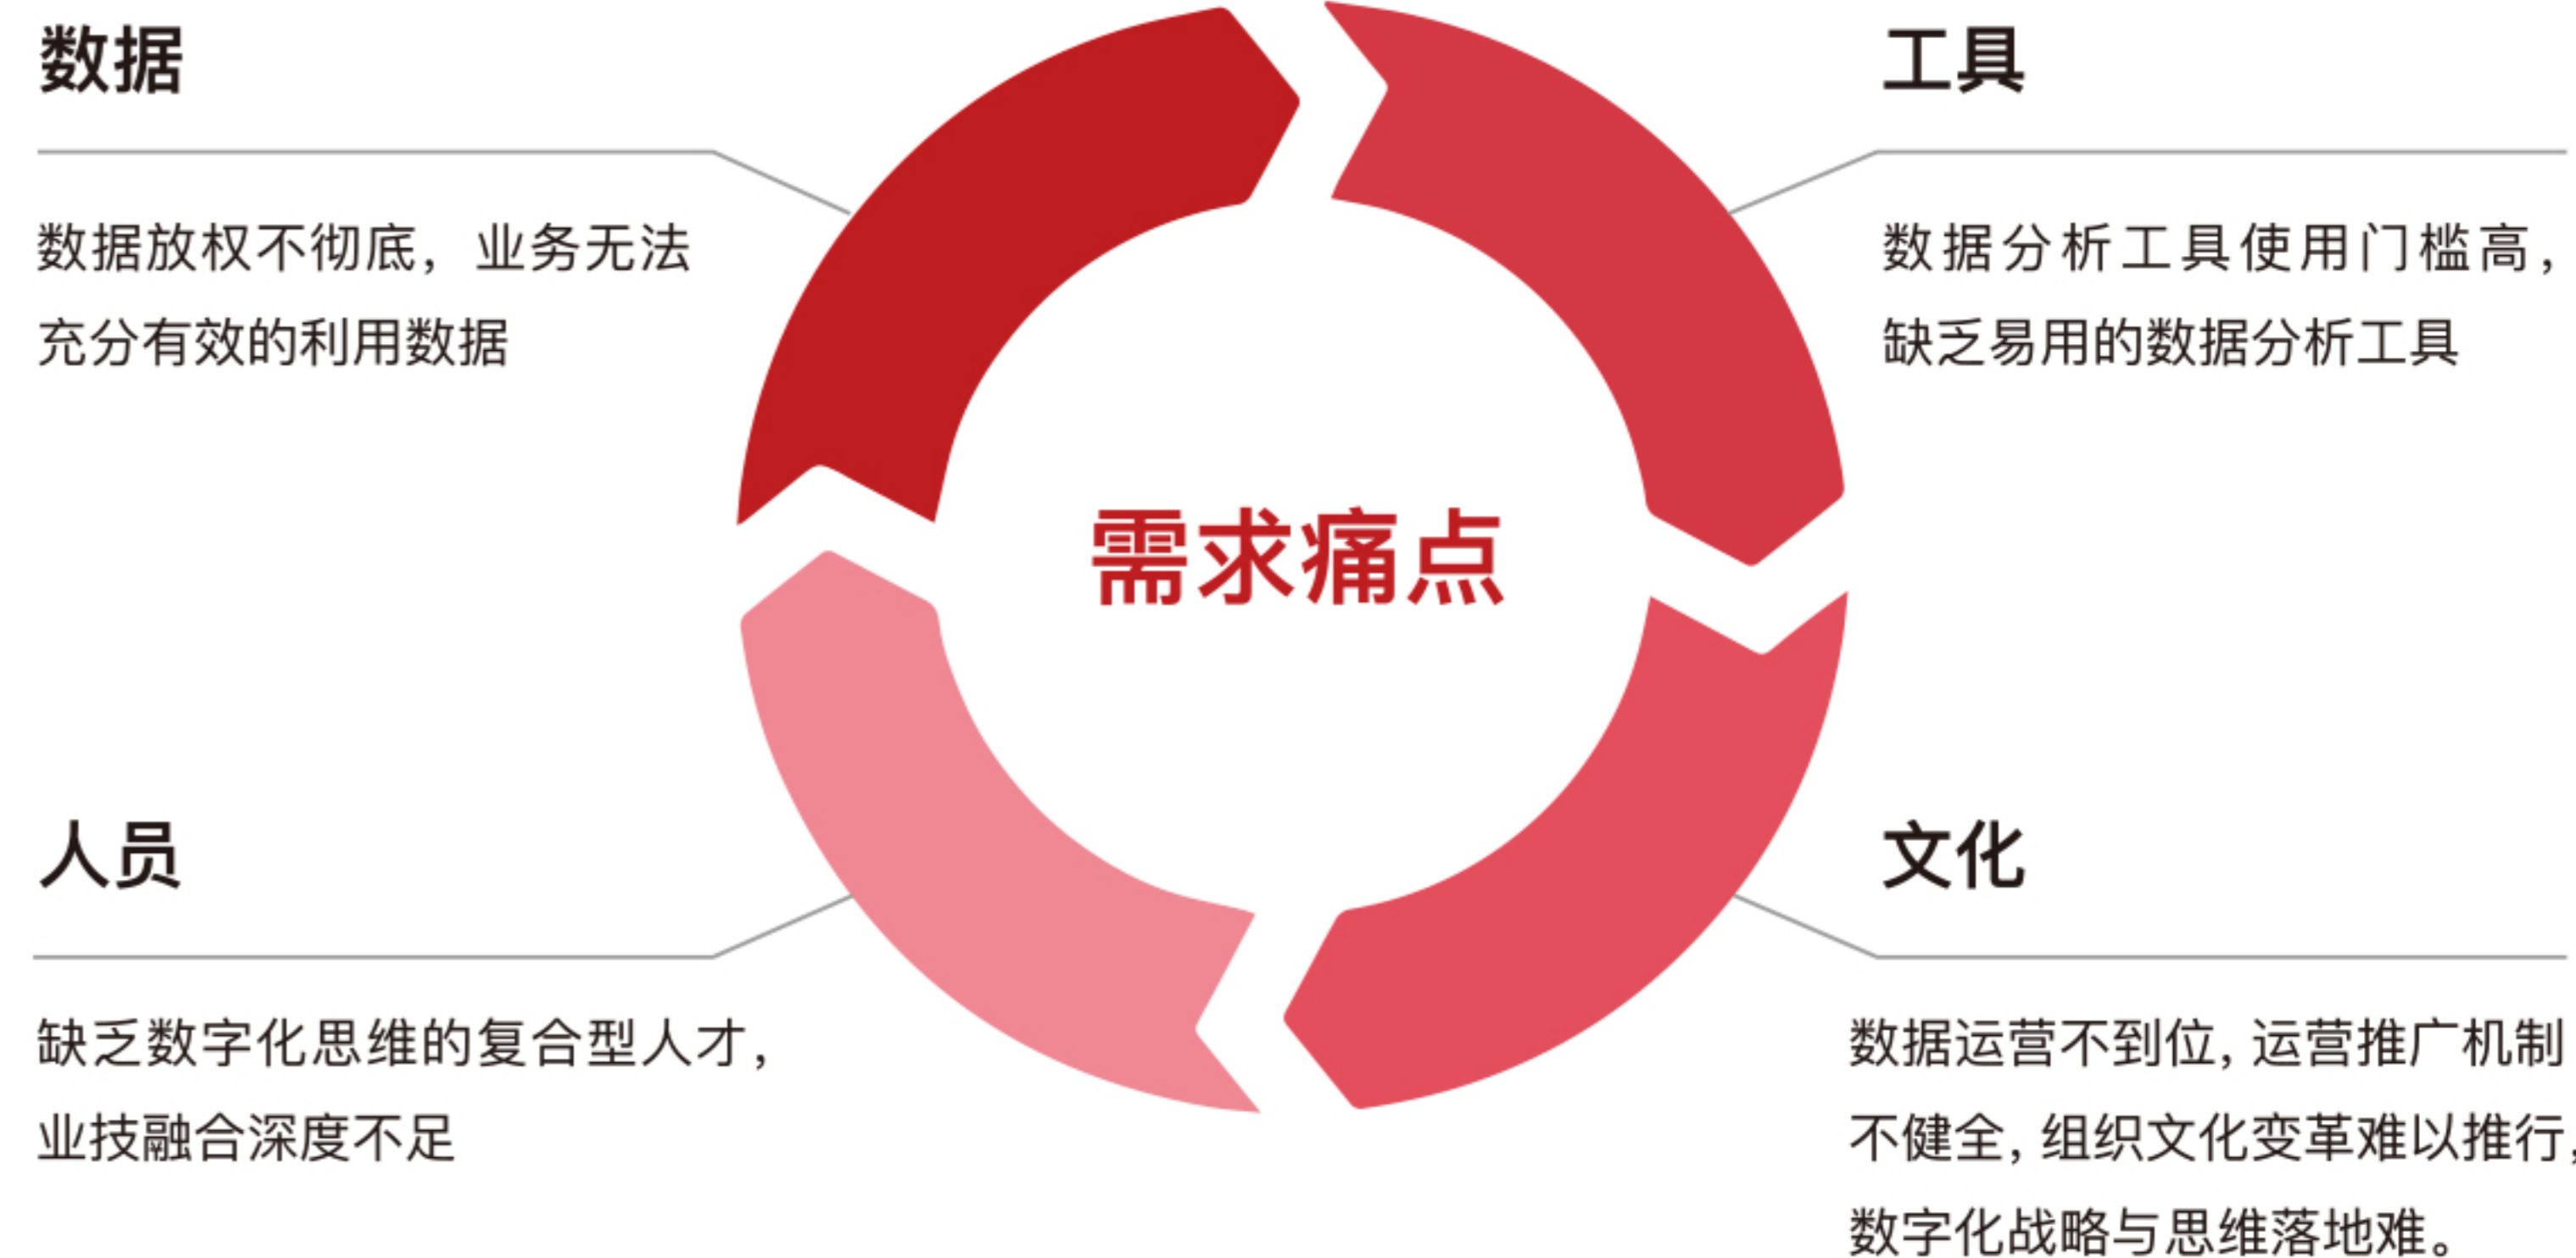 数据
数据放权不彻底，业务无法
充分有效的利用数据
工具
数据分析工具使用门槛高，
缺乏易用的数据分析工具
需求痛点
人员
缺乏数字化思维的复合型人才，
业技融合深度不足
文化
数据运营不到位，运营推广机制
不健全，组织文化变革难以推行，
数字化战略与思维落地难。